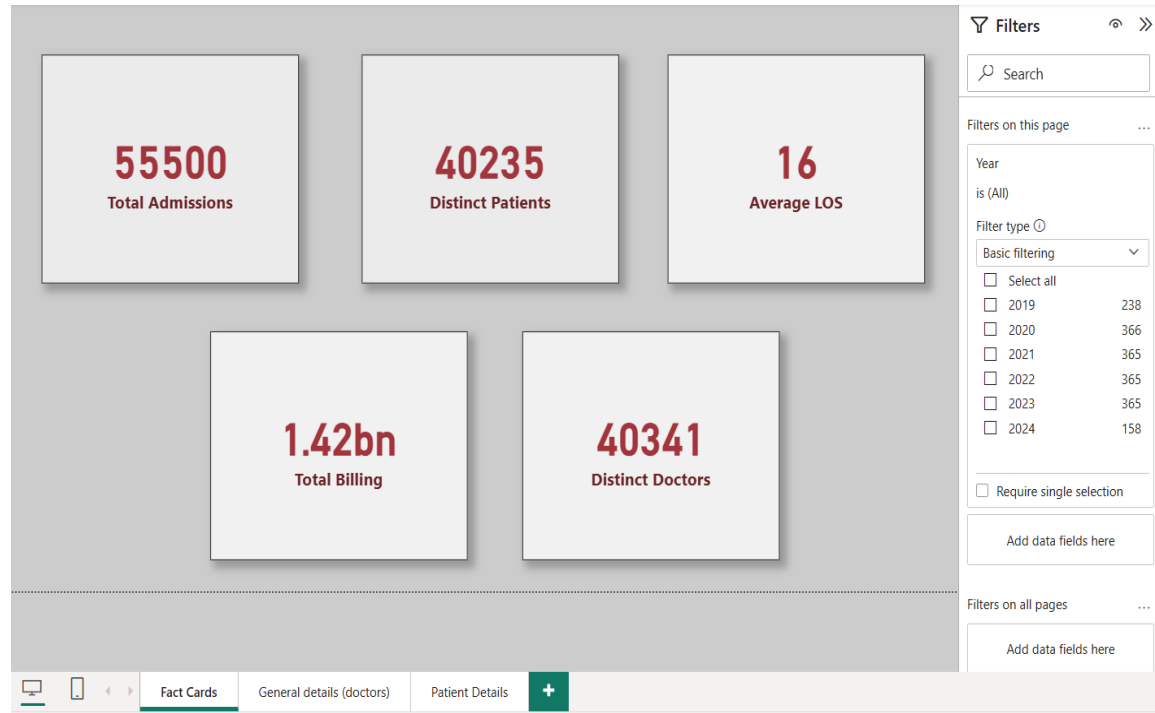 55500
Total Admissions
40235
Distinct Patients
16
Average LOS
1.42bn
Total Billing
40341
Distinct Doctors
Filters
Search
Filters on this page ...
Year
is (All)
Filter type
Basic filtering
Select all
2019 238
2020 366
2021 365
2022 365
2023 365
2024 158
Require single selection
Add data fields here
Filters on all pages ...
Add data fields here
Fact Cards General details (doctors) Patient Details +